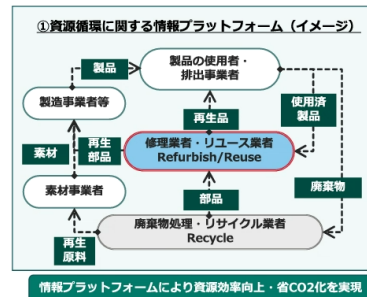 ①資源循環に関する情報プラットフォーム（イメージ）
製品の使用者・
排出事業者
製品
製造事業者等
再生品
使用済
製品
素材
再生
部品
修理業者・リユース業者
Refurbish/Reuse
素材事業者
部品
廃棄物
再生
原料
廃棄物処理・リサイクル業者
Recycle
情報プラットフォームにより資源効率向上・省CO2化を実現